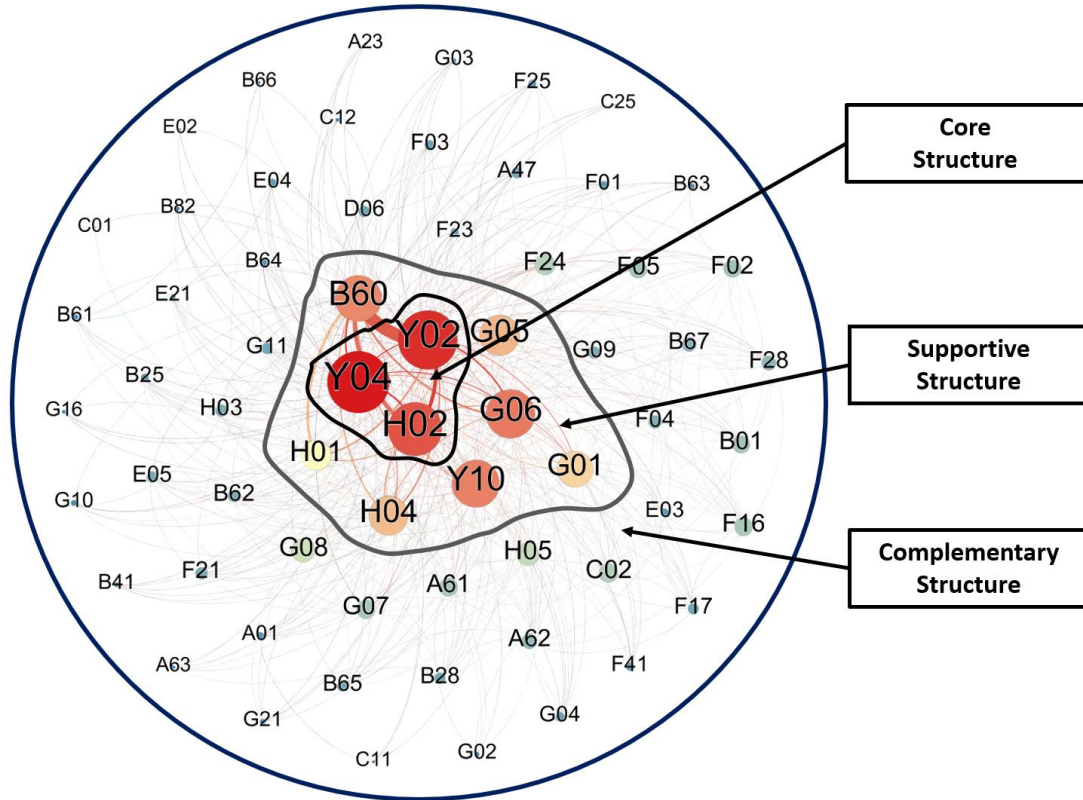 A23
G03
B66
F25
C25
C12
E02
F03
A47
E04
F01
B63
B82
D06
C01
F23
B64
F24
F05
F02
E21
B60
B61
Y02
G05
G11
G09
B67
F28
B25
Y04
G16
H03
G06
F04
H02
B01
H01
G01
E05
Y10
B62
G10
H04
E03
F16
G08
H05
C02
F21
B41
A61
G07
F17
A01
A62
A63
F41
B65
B28
G21
G04
C11
G02
Core
Structure
Supportive
Structure
Complementary
Structure